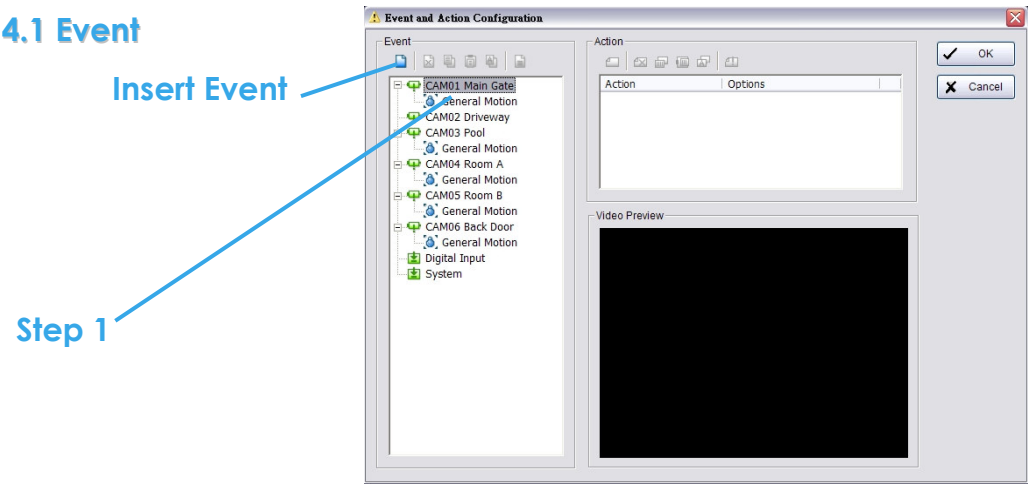 4.1 Event
Insert Event
Step 1
Event and Action Configuration
Event
CAM01 Main Gate
General Motion
CAM02 Driveway
CAM03 Pool
General Motion
CAM04 Room A
General Motion
CAM05 Room B
General Motion
CAM06 Back Door
General Motion
Digital Input
System
Action
Action Options
Video Preview
OK
Cancel